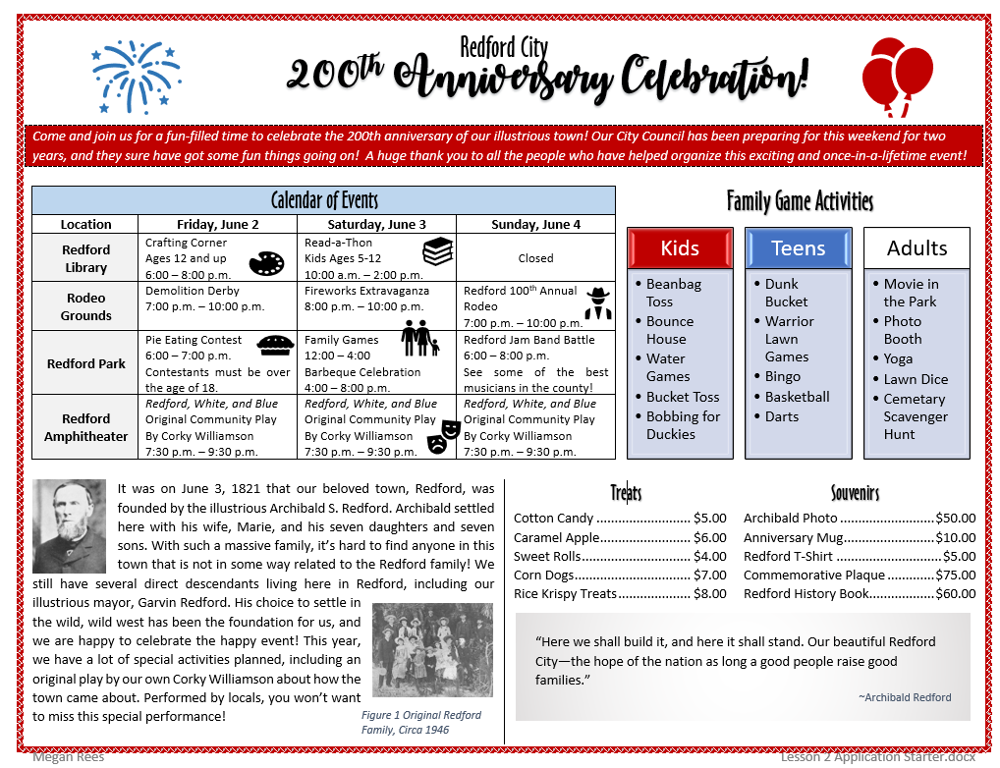 Redford City
200th Anniversary Celebration!
Come and join us for a fun-filled time to celebrate the 200th anniversary of our illustrious town! Our City Council has been preparing for this weekend for two
years, and they sure have got some fun things going on!  A huge thank you to all the people who have helped organize this exciting and once-in-a-lifetime event!
Calendar of Events
Location
Friday, June 2
Saturday, June 3
Sunday, June 4
Redford
Library
Crafting Corner
Ages 12 and up
6:00 – 8:00 p.m.
Read-a-Thon
Kids Ages 5-12
10:00 a.m. – 2:00 p.m.
Closed
Rodeo
Grounds
Demolition Derby
7:00 p.m. – 10:00 p.m.
Fireworks Extravaganza
8:00 p.m. – 10:00 p.m.
Redford 100th Annual
Rodeo
7:00 p.m. – 10:00 p.m.
Redford Park
Pie Eating Contest
6:00 – 7:00 p.m.
Contestants must be over
the age of 18.
Family Games
12:00 – 4:00
Barbeque Celebration
4:00 – 8:00 p.m.
Redford Jam Band Battle
6:00 – 8:00 p.m.
See some of the best
musicians in the county!
Redford
Amphitheater
Redford, White, and Blue
Original Community Play
By Corky Williamson
7:30 p.m. – 9:30 p.m.
Redford, White, and Blue
Original Community Play
By Corky Williamson
7:30 p.m. – 9:30 p.m.
Redford, White, and Blue
Original Community Play
By Corky Williamson
7:30 p.m. – 9:30 p.m.
Family Game Activities
Kids
• Beanbag
Toss
• Bounce
House
• Water
Games
• Bucket Toss
• Bobbing for
Duckies
Teens
• Dunk
Bucket
• Warrior
Lawn
Games
• Bingo
• Basketball
• Darts
Adults
• Movie in
the Park
• Photo
Booth
• Yoga
• Lawn Dice
• Cemetary
Scavenger
Hunt
It was on June 3, 1821 that our beloved town, Redford, was
founded by the illustrious Archibald S. Redford. Archibald settled
here with his wife, Marie, and his seven daughters and seven
sons. With such a massive family, it’s hard to find anyone in this
town that is not in some way related to the Redford family! We
still have several direct descendants living here in Redford, including our
illustrious mayor, Garvin Redford. His choice to settle in
the wild, wild west has been the foundation for us, and
we are happy to celebrate the happy event! This year,
we have a lot of special activities planned, including an
original play by our own Corky Williamson about how the
town came about. Performed by locals, you won’t want
to miss this special performance!
Figure 1 Original Redford
Family, Circa 1946
Treats
Cotton Candy ........................ $5.00
Caramel Apple....................... $6.00
Sweet Rolls............................ $4.00
Corn Dogs.............................. $7.00
Rice Krispy Treats................... $8.00
Souvenirs
Archibald Photo ........................$50.00
Anniversary Mug.......................$10.00
Redford T-Shirt .......................... $5.00
Commemorative Plaque ............$75.00
Redford History Book.................$60.00
“Here we shall build it, and here it shall stand. Our beautiful Redford
City—the hope of the nation as long a good people raise good
families.”
~Archibald Redford
Megan Rees
Lesson 2 Application Starter.docx